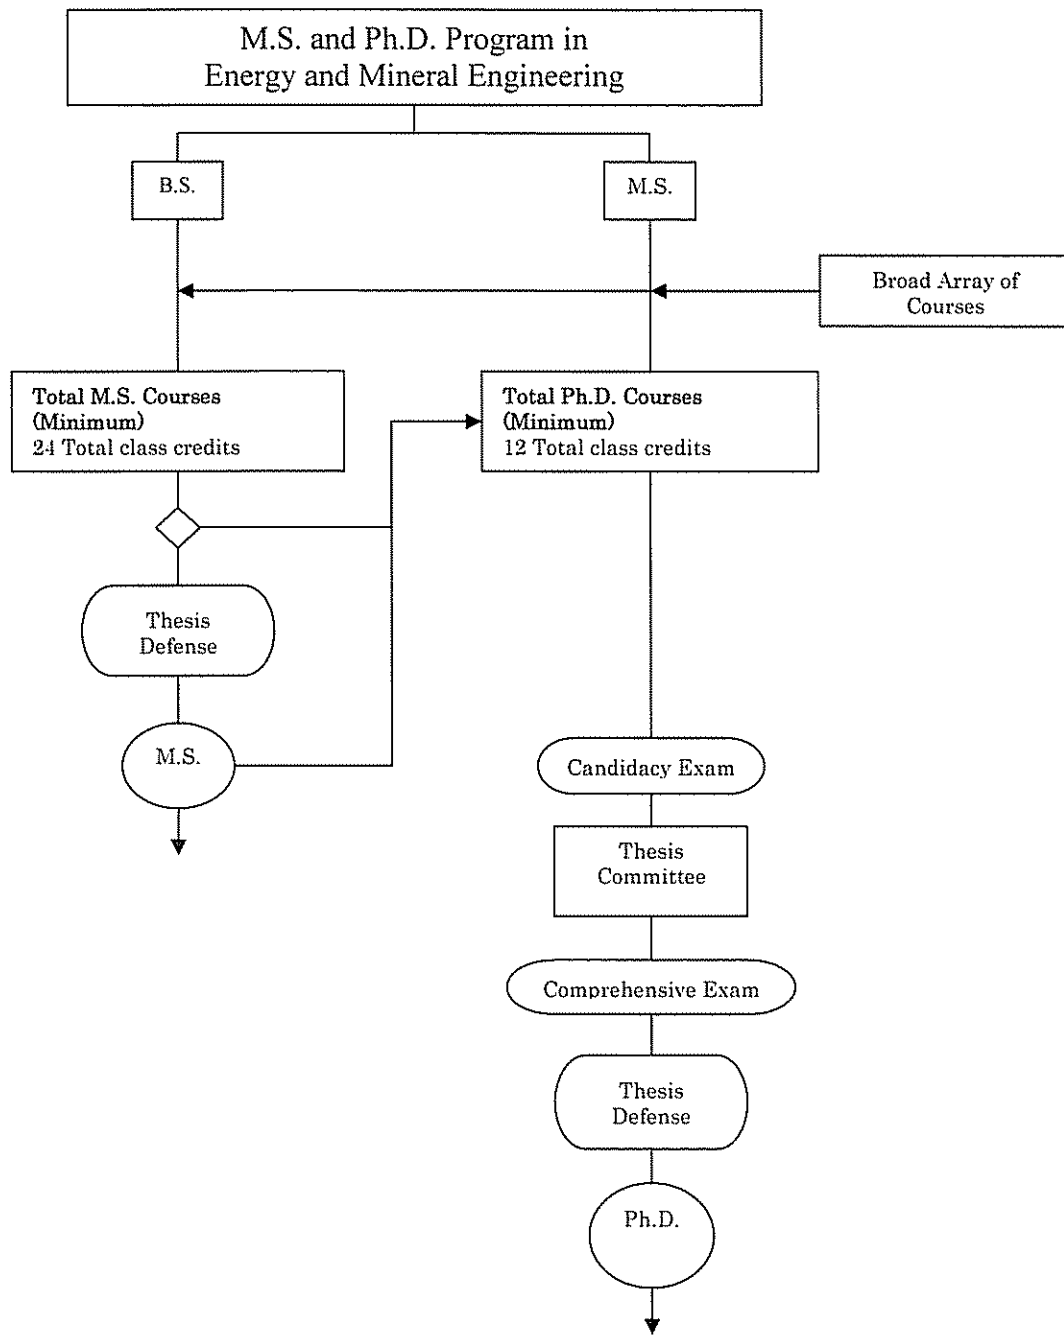 M.S. and Ph.D. Program in
Energy and Mineral Engineering
B.S.
M.S.
Broad Array of
Courses
Total M.S. Courses
(Minimum)
24 Total class credits
Total Ph.D. Courses
(Minimum)
12 Total class credits
Thesis
Defense
M.S.
Candidacy Exam
Thesis
Committee
Comprehensive Exam
Thesis
Defense
Ph.D.